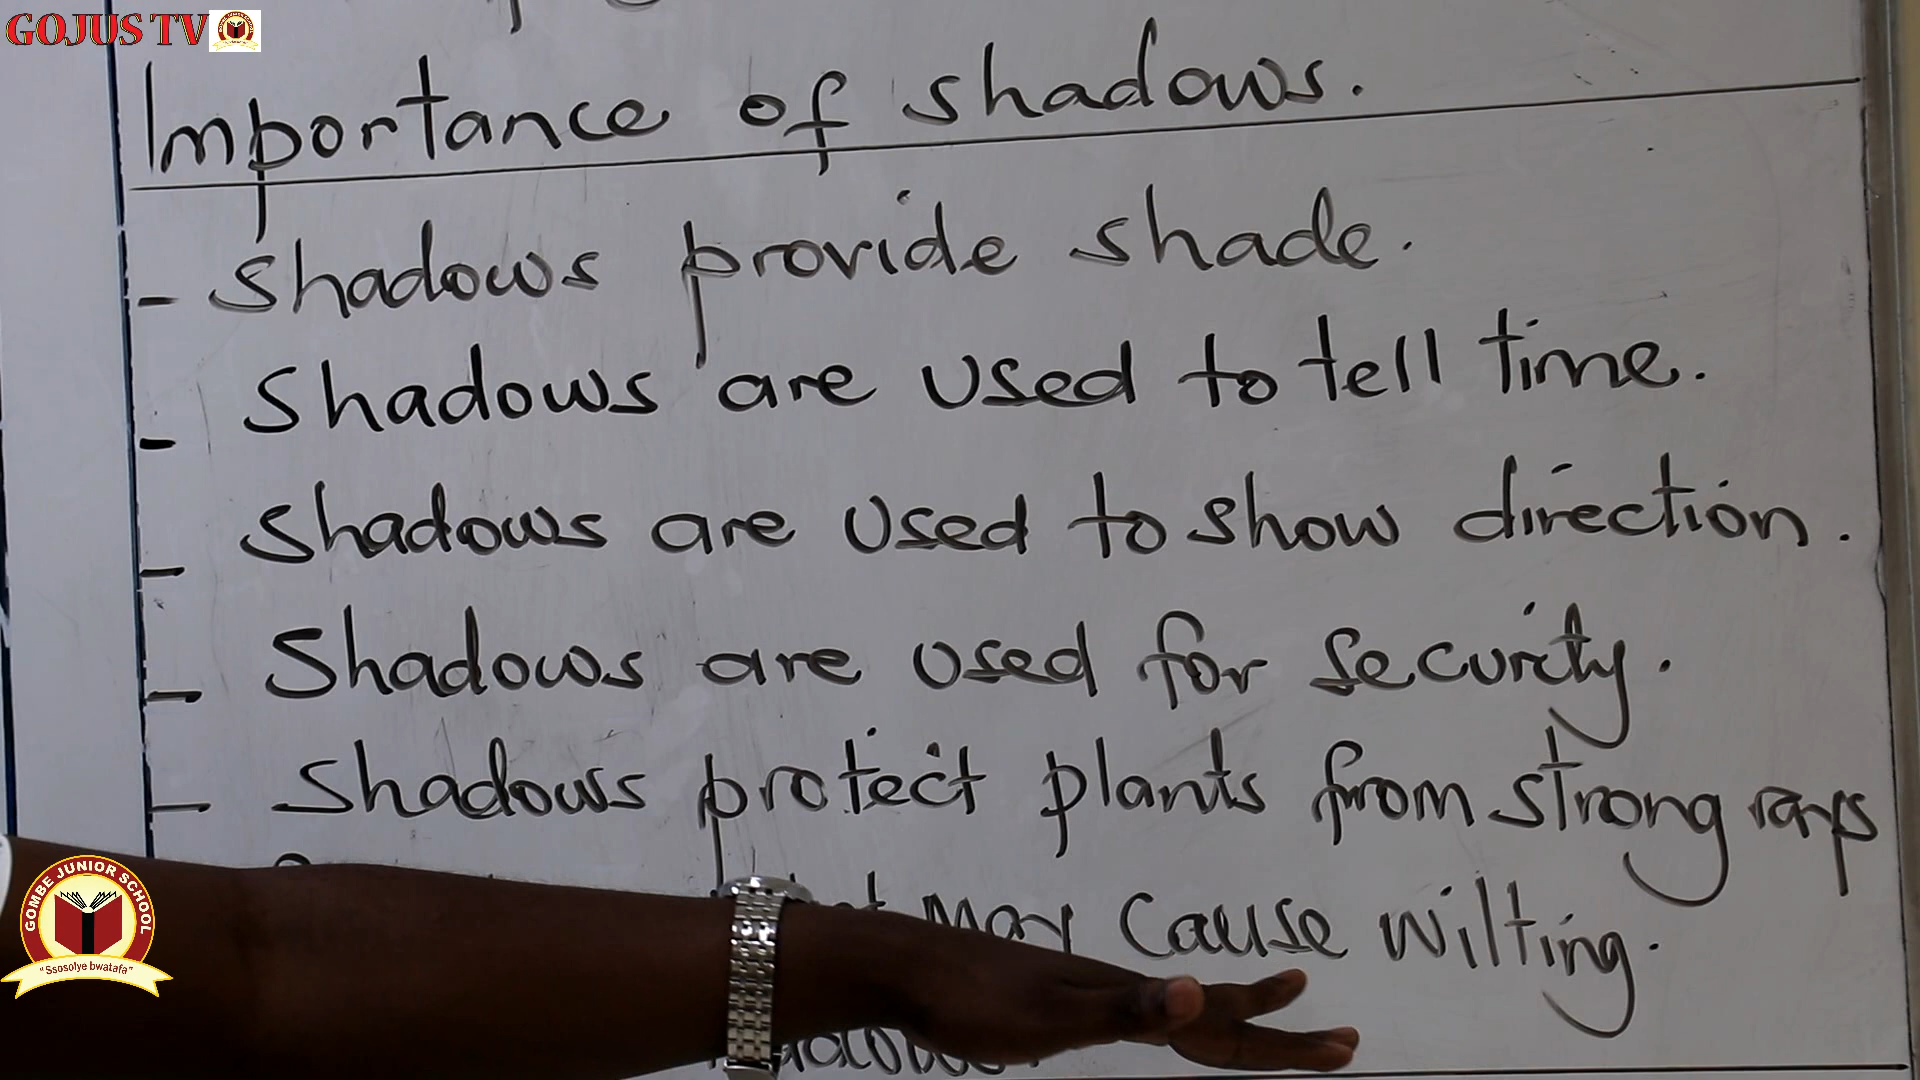 GOJUS TV
Importance of shadows.
- Shadows provide shade.
- Shadows are used to tell time.
- Shadows are used to show direction.
- Shadows are used for security.
- Shadows protect plants from strong rays
may cause wilting.
GOMBE JUNIOR SCHOOL
"Ssosolye bwatafa"